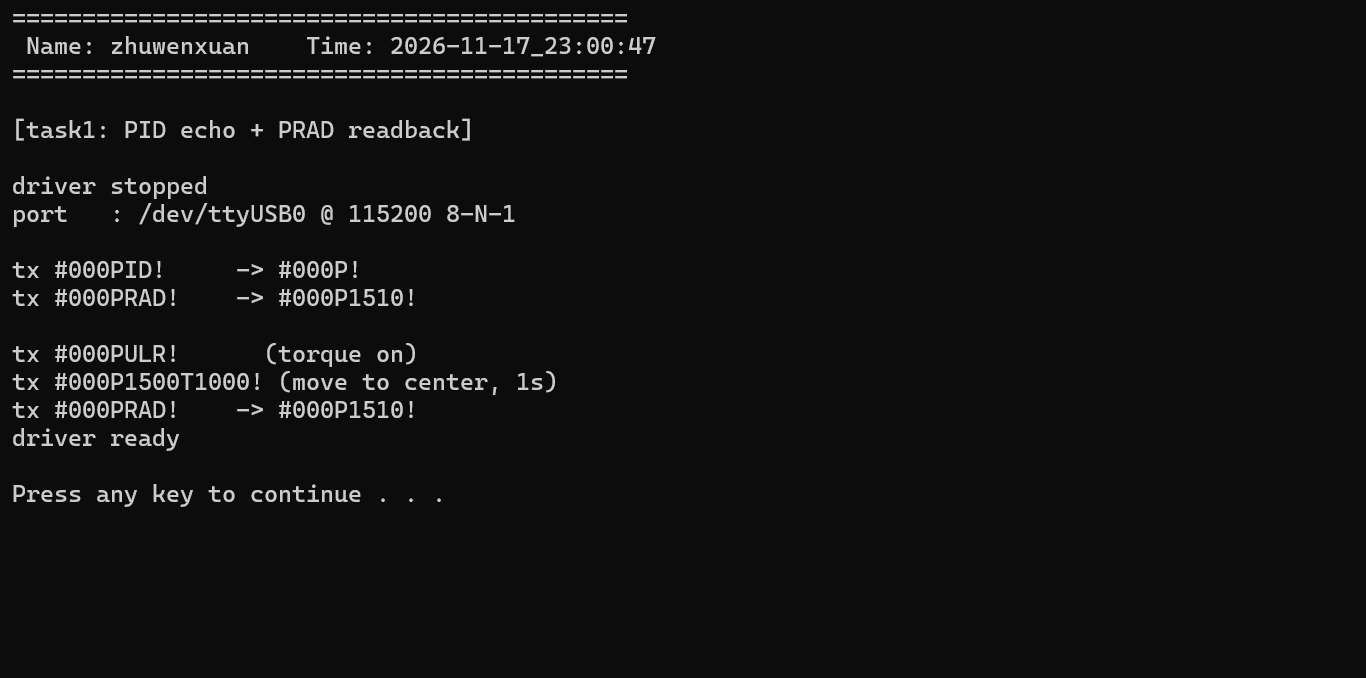 ============================================
 Name: zhuwenxuan    Time: 2026-11-17_23:00:47
============================================
[task1: PID echo + PRAD readback]
driver stopped
port   : /dev/ttyUSB0 @ 115200 8-N-1
tx #000PID!     -> #000P!
tx #000PRAD!    -> #000P1510!
tx #000PULR!      (torque on)
tx #000P1500T1000! (move to center, 1s)
tx #000PRAD!    -> #000P1510!
driver ready
Press any key to continue . . .